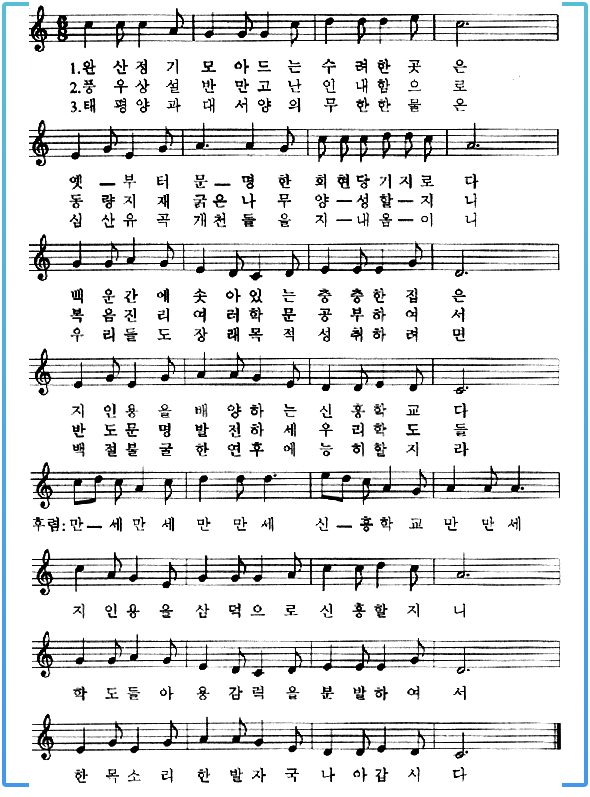 1.완 산 정 기 모 아 드 는 수 려 한 곳 은
2.풍 우 상 설 반 만 고 난 인 내 함 으 로
3.태 평 양 과 대 서 양 의 무 한 한 물 은
옛 ― 부 터 문 ― 명 한 희 현 당 기 지 로 다
동 량 지 재 굵 은 나 무 양 ― 성 할 ― 지 니
심 산 유 곡 개 천 들 을 지 ― 내 옴 ― 이 니
백 운 간 에 솟 아 있 는 충 충 한 집 은
복 음 진 리 여 러 학 문 공 부 하 여 서
우 리 들 도 장 래 목 적 성 취 하 려 면
지 인 용 을 배 양 하 는 신 흥 학 교 다
반 도 문 명 발 전 하 세 우 리 학 도 들
백 절 불 굴 한 연 후 에 능 히 할 지 라
후렴: 만 ― 세 만 세 만 만 세 신 ― 흥 학 교 만 만 세
지 인 용 을 삼 덕 으 로 신 흥 할 지 니
학 도 들 아 용 감 력 을 분 발 하 여 서
한 목 소 리 한 발 자 국 나 아 갑 시 다